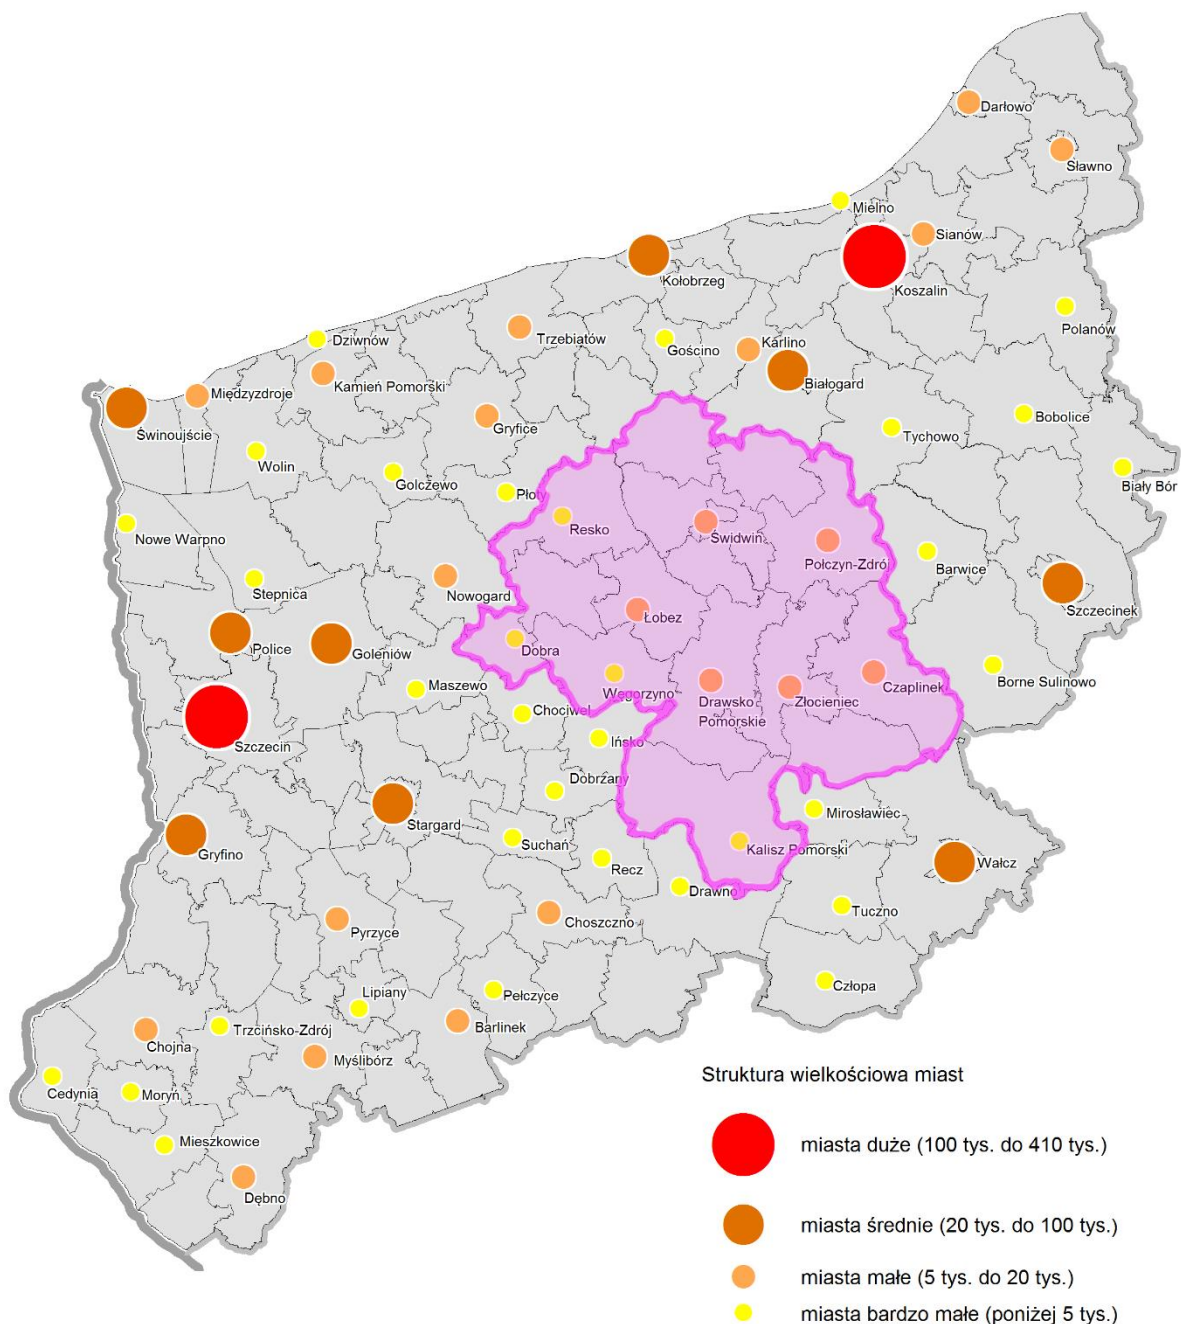 Darłowo
Sławno
Mielno
Sianów
Kołobrzeg
Koszalin
Polanów
Dziwnów
Trzebiatów
Gościno
Karlino
Białogard
Kamień Pomorski
Międzyzdroje
Świnoujście
Gryfice
Bobolice
Tychowo
Wolin
Golczewo
Biały Bór
Płoty
Nowe Warpno
Resko
Świdwin
Połczyn-Zdrój
Barwice
Stepnica
Nowogard
Szczecinek
Łobez
Police
Goleniów
Dobra
Borne Sulinowo
Maszewo
Węgorzyno
Drawsko
Pomorskie
Złocieniec
Czaplinek
Chociwel
Szczecin
Ińsko
Dobrzany
Mirosławiec
Stargard
Gryfino
Suchań
Recz
Kalisz Pomorski
Wałcz
Drawno
Tuczno
Pyrzyce
Choszczno
Człopa
Lipiany
Pełczyce
Trzcińsko-Zdrój
Barlinek
Chojna
Myślibórz
Cedynia
Moryń
Mieszkowice
Dębno
Struktura wielkościowa miast
miasta duże (100 tys. do 410 tys.)
miasta średnie (20 tys. do 100 tys.)
miasta małe (5 tys. do 20 tys.)
miasta bardzo małe (poniżej 5 tys.)